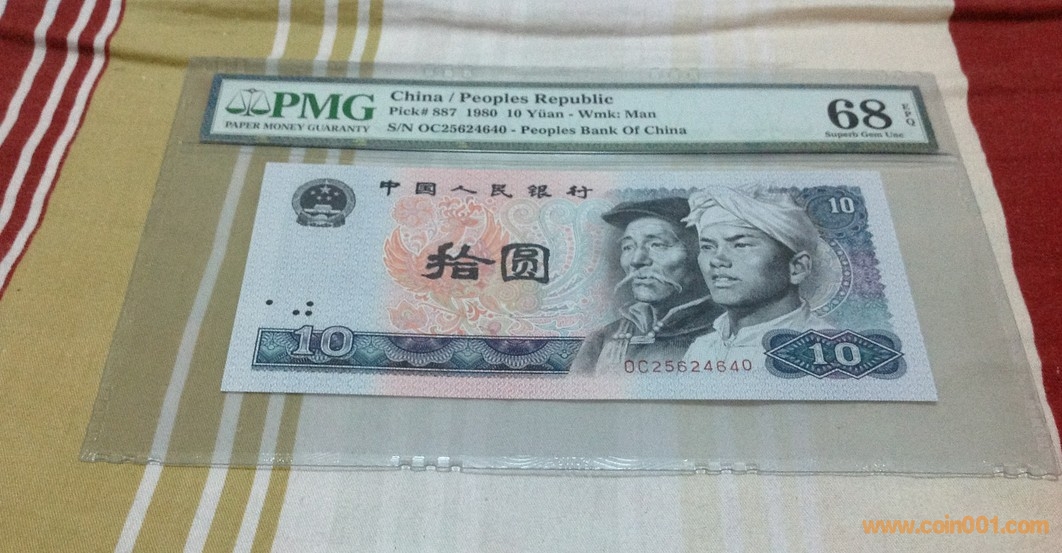 PMG
PAPER MONEY GUARANTY
China / Peoples Republic
Pick# 887 1980 10 Yüan - Wmk: Man
S/N OC25624640 - Peoples Bank Of China
68 EPQ
Superb Gem Unc
中国人民银行
10
拾圆
10
OC25624640
10
www.coin001.com